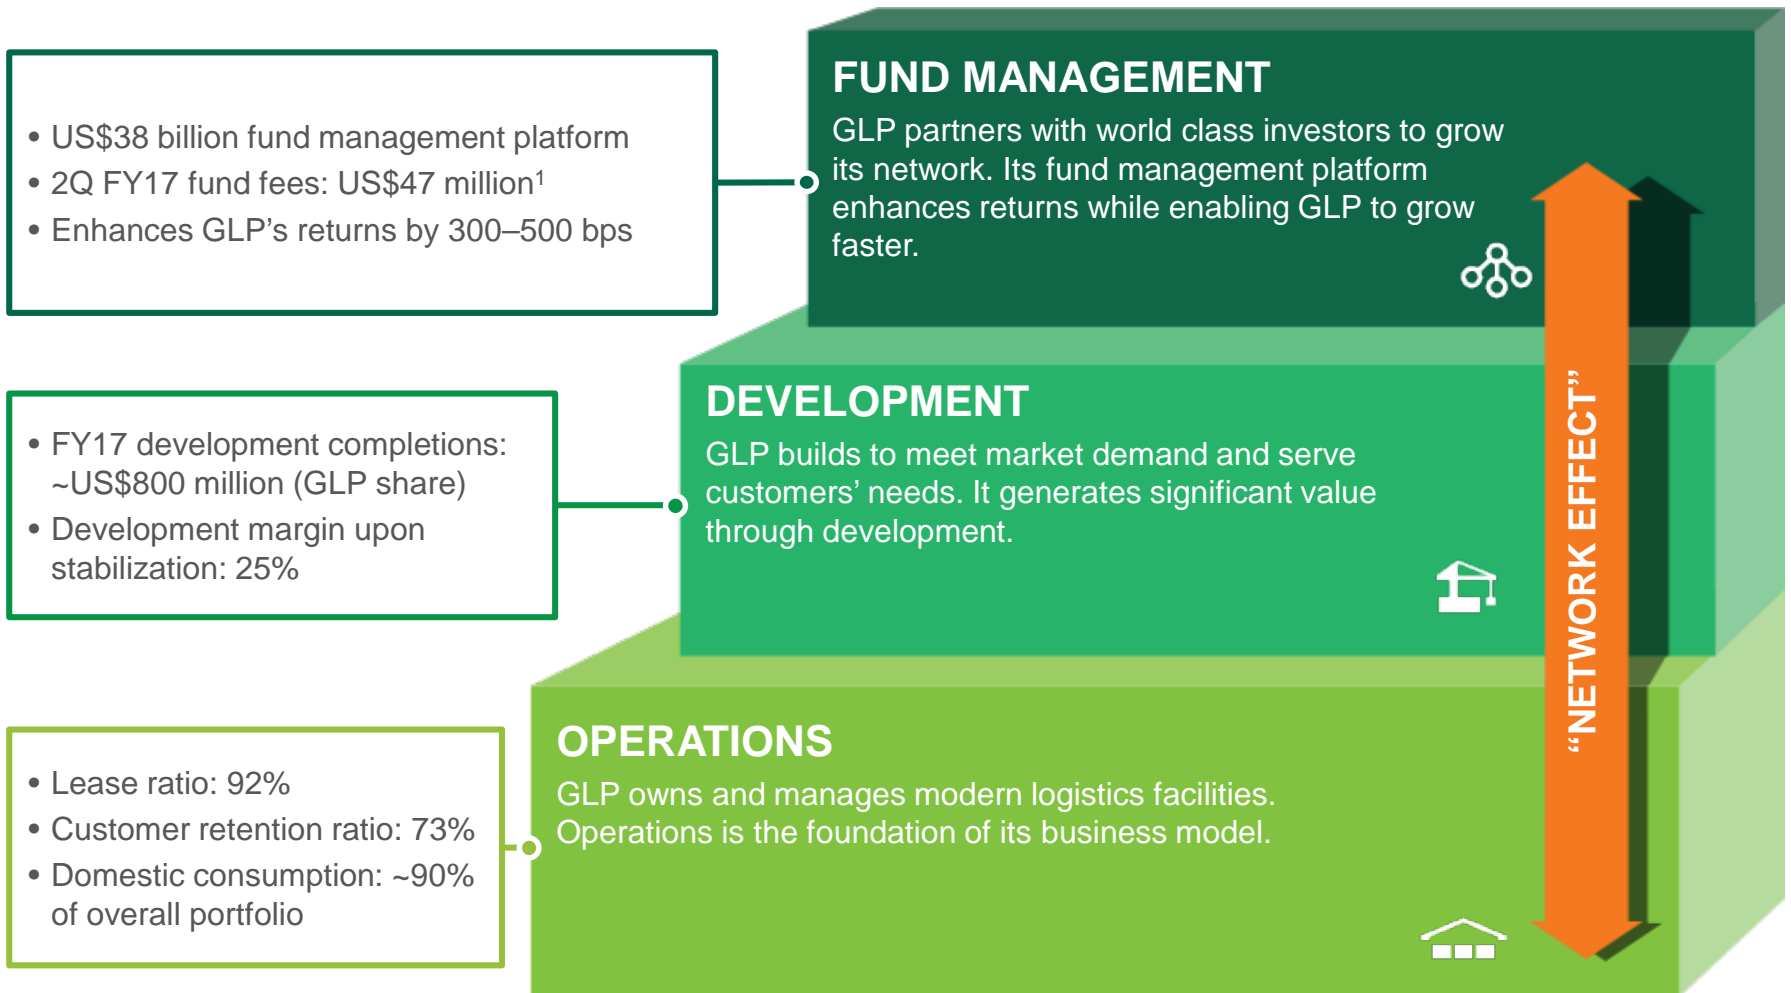 • US$38 billion fund management platform
• 2Q FY17 fund fees: US$47 million¹
• Enhances GLP’s returns by 300–500 bps
FUND MANAGEMENT
GLP partners with world class investors to grow
its network. Its fund management platform
enhances returns while enabling GLP to grow
faster.
• FY17 development completions:
~US$800 million (GLP share)
• Development margin upon
stabilization: 25%
DEVELOPMENT
GLP builds to meet market demand and serve
customers’ needs. It generates significant value
through development.
• Lease ratio: 92%
• Customer retention ratio: 73%
• Domestic consumption: ~90%
of overall portfolio
OPERATIONS
GLP owns and manages modern logistics facilities.
Operations is the foundation of its business model.
“NETWORK EFFECT”